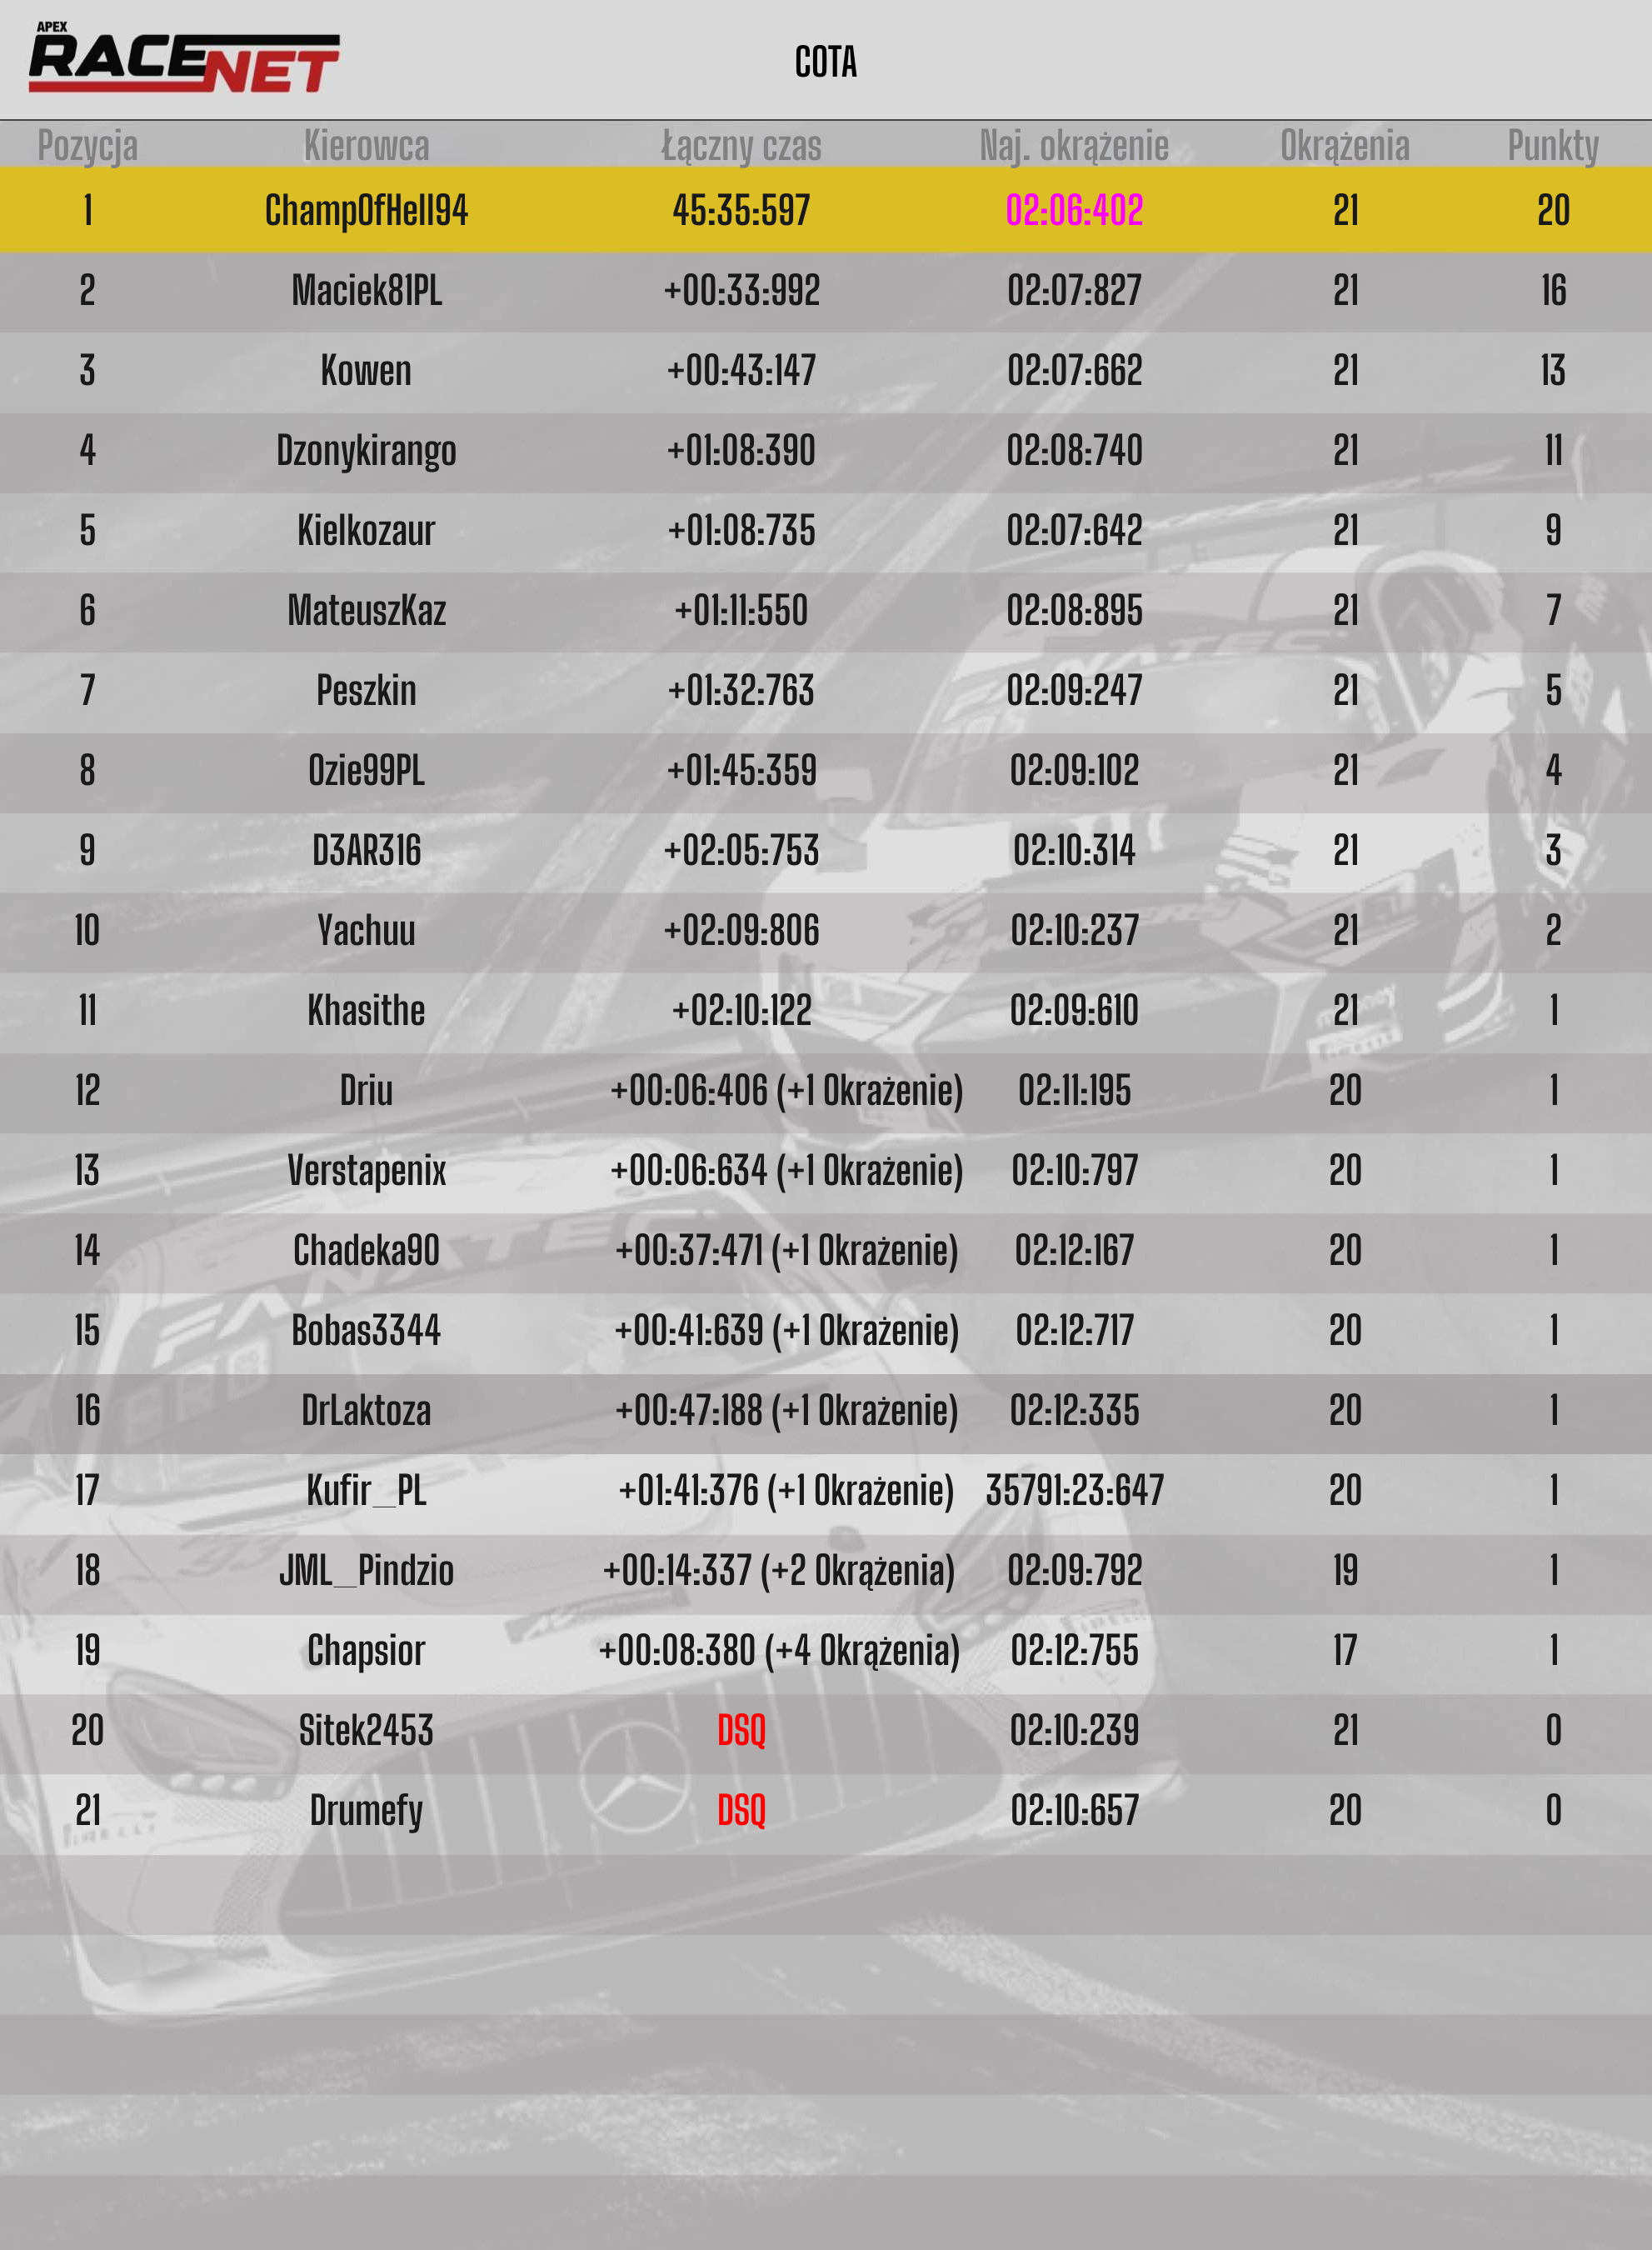 APEX
RACENET
COTA
Pozycja Kierowca Łączny czas Naj. okrążenie Okrążenia Punkty
1 ChampOfHell94 45:35:597 02:06:402 21 20
2 Maciek81PL +00:33:992 02:07:827 21 16
3 Kowen +00:43:147 02:07:662 21 13
4 Dzonykirango +01:08:390 02:08:740 21 11
5 Kielkozaur +01:08:735 02:07:642 21 9
6 MateuszKaz +01:11:550 02:08:895 21 7
7 Peszkin +01:32:763 02:09:247 21 5
8 Ozie99PL +01:45:359 02:09:102 21 4
9 D3AR316 +02:05:753 02:10:314 21 3
10 Yachuu +02:09:806 02:10:237 21 2
11 Khasithe +02:10:122 02:09:610 21 1
12 Driu +00:06:406 (+1 Okrażenie) 02:11:195 20 1
13 Verstapenix +00:06:634 (+1 Okrażenie) 02:10:797 20 1
14 Chadeka90 +00:37:471 (+1 Okrażenie) 02:12:167 20 1
15 Bobas3344 +00:41:639 (+1 Okrażenie) 02:12:717 20 1
16 DrLaktoza +00:47:188 (+1 Okrażenie) 02:12:335 20 1
17 Kufir_PL +01:41:376 (+1 Okrażenie) 35791:23:647 20 1
18 JML_Pindzio +00:14:337 (+2 Okrążenia) 02:09:792 19 1
19 Chapsior +00:08:380 (+4 Okrążenia) 02:12:755 17 1
20 Sitek2453 DSQ 02:10:239 21 0
21 Drumefy DSQ 02:10:657 20 0
FANATEC
FANATEC
PIRELLI